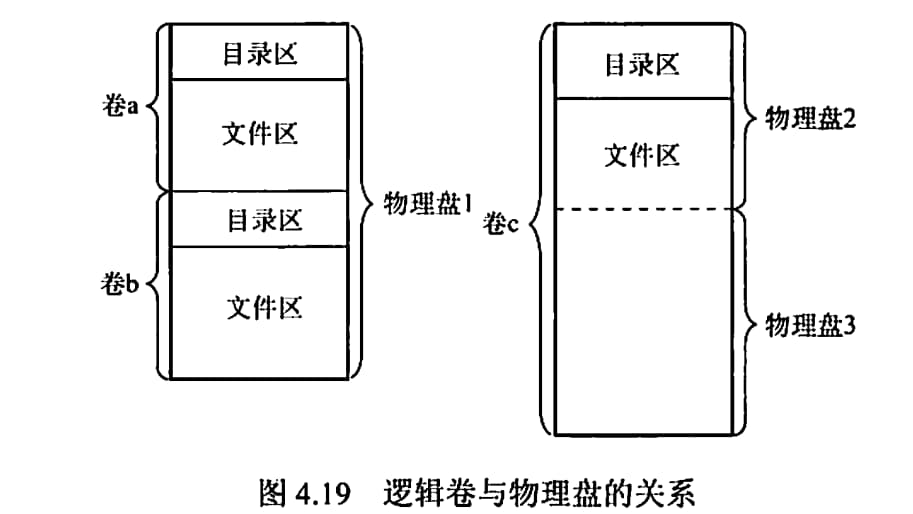 目录区
卷a
文件区
物理盘1
目录区
卷b
文件区
目录区
物理盘2
文件区
卷c
物理盘3
图 4.19 逻辑卷与物理盘的关系